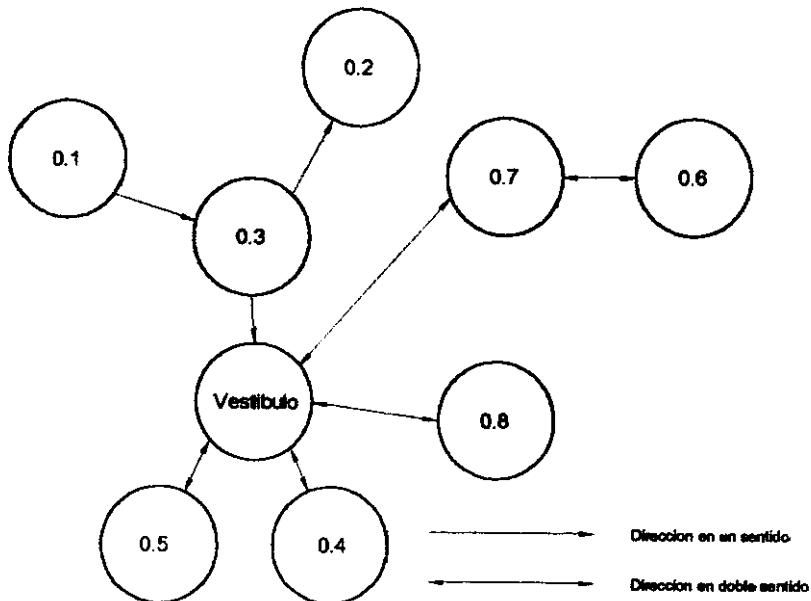 0.2
0.1
0.7
0.6
0.3
Vestibulo
0.8
0.5
0.4
Direccion en un sentido
Direccion en doble sentido